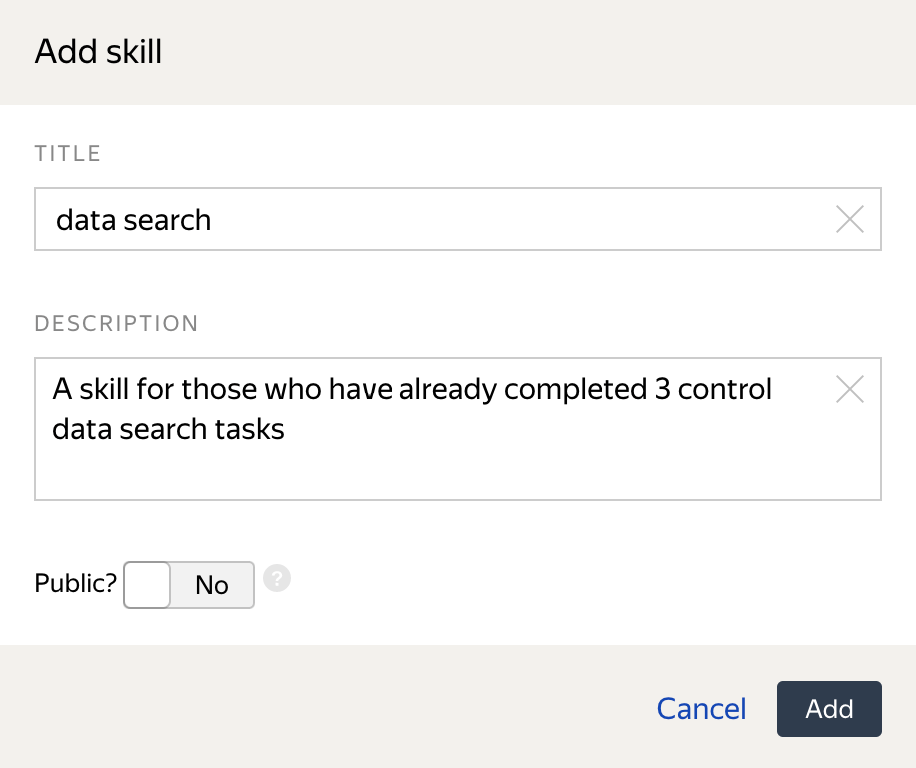 Add skill
TITLE
data search
DESCRIPTION
A skill for those who have already completed 3 control
data search tasks
Public? No ?
Cancel Add